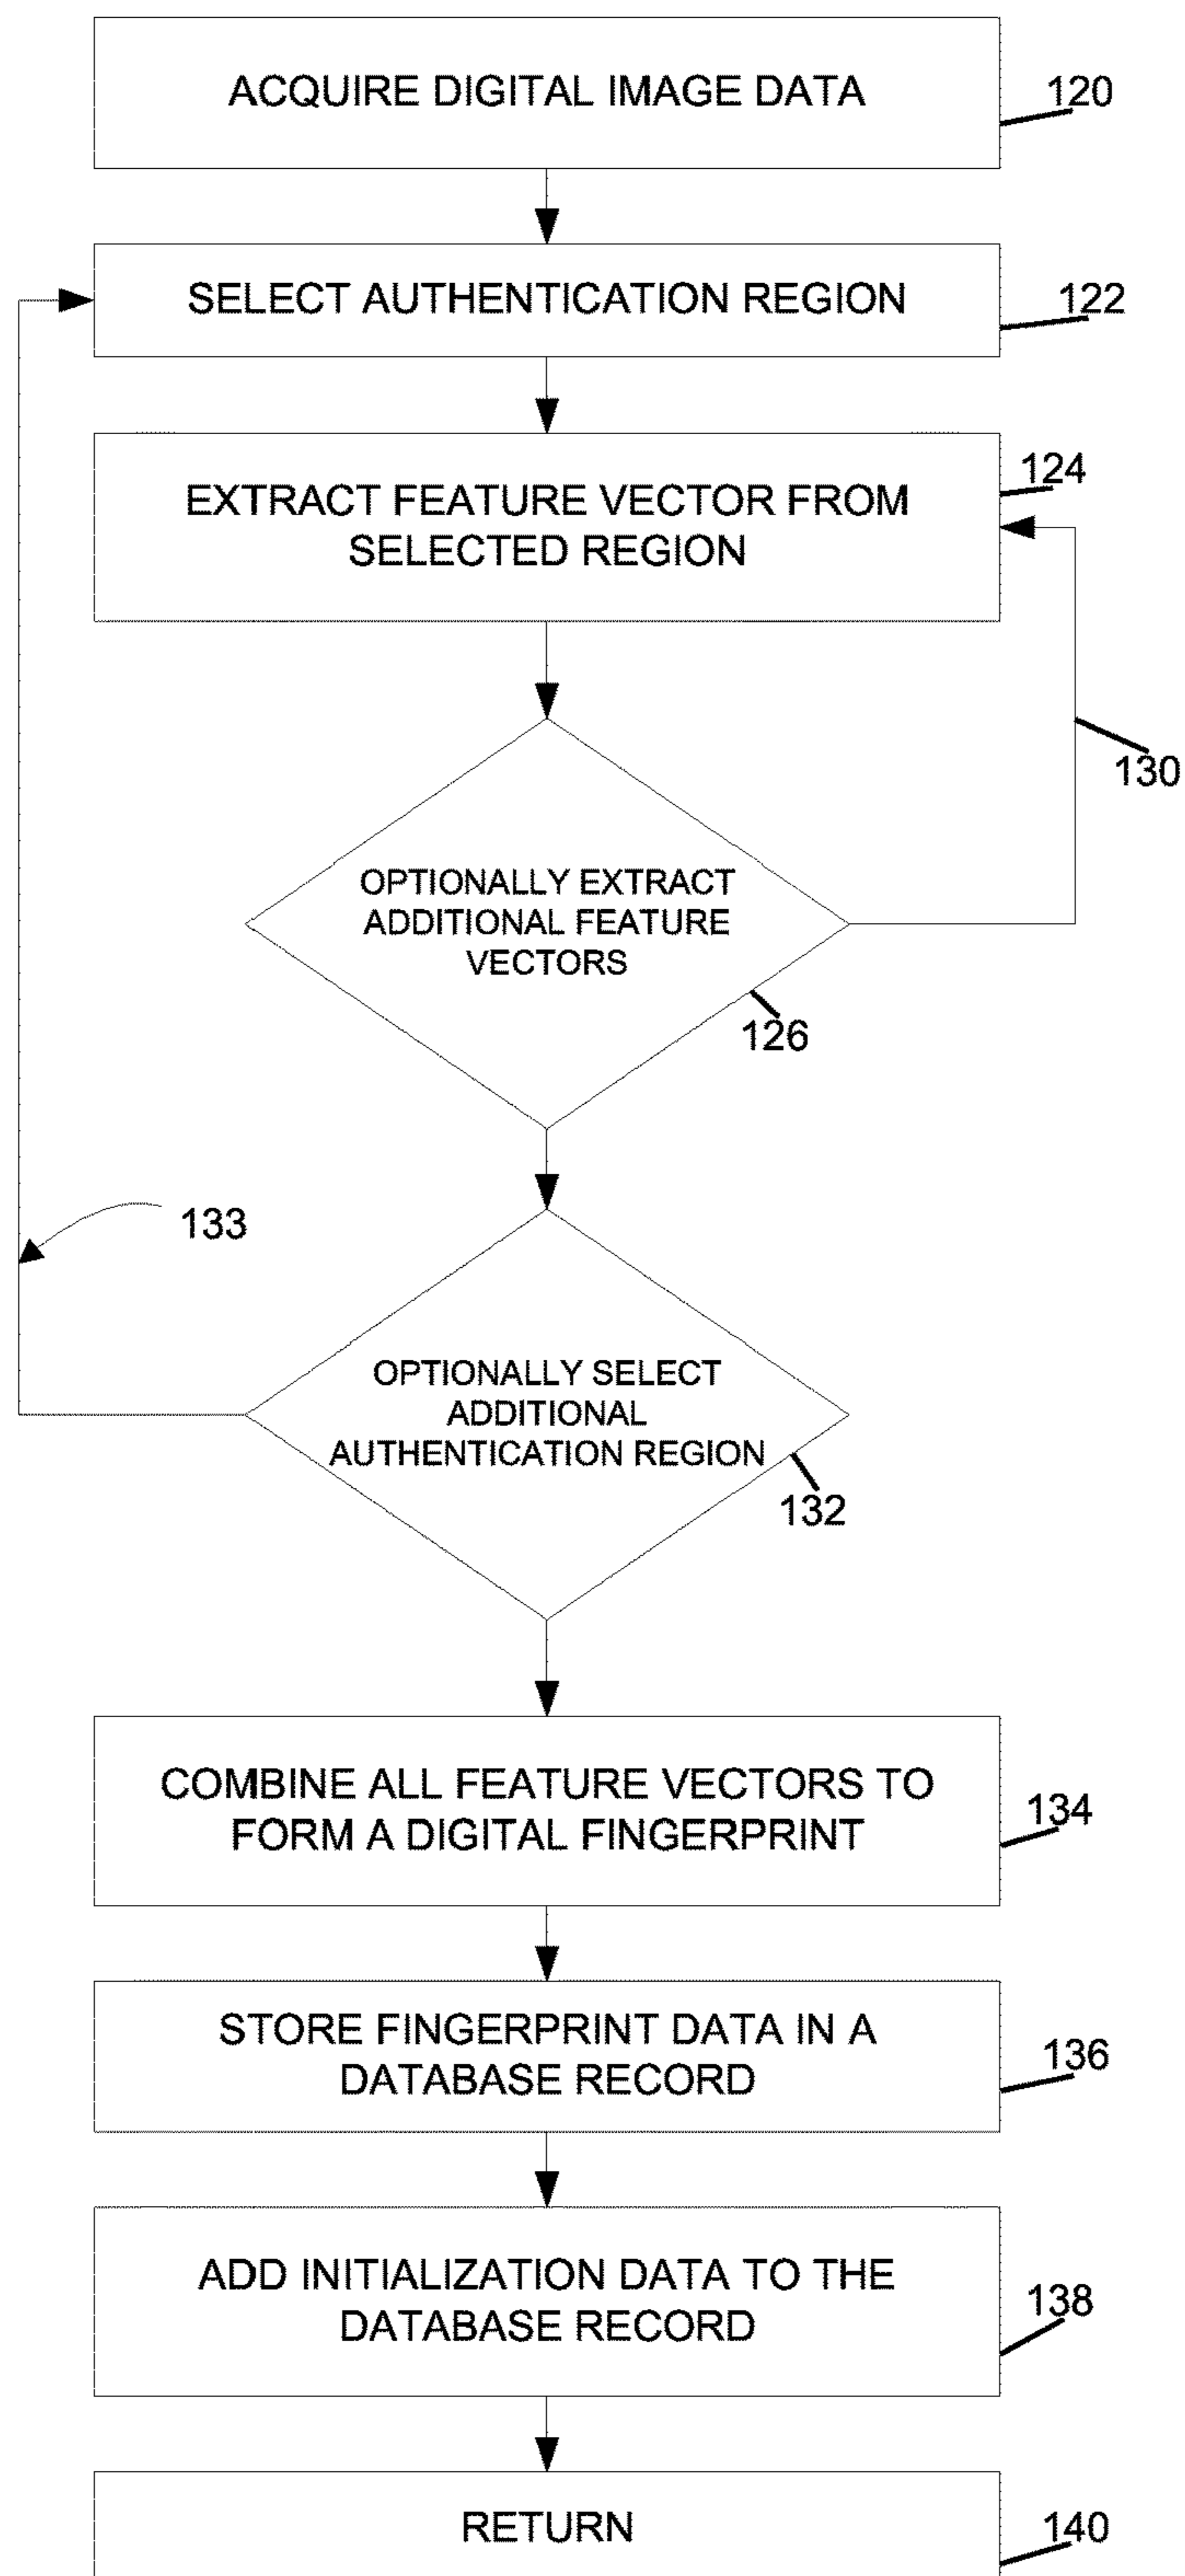 ACQUIRE DIGITAL IMAGE DATA
120
SELECT AUTHENTICATION REGION
122
EXTRACT FEATURE VECTOR FROM
SELECTED REGION
124
130
OPTIONALLY EXTRACT
ADDITIONAL FEATURE
VECTORS
126
133
OPTIONALLY SELECT
ADDITIONAL
AUTHENTICATION REGION
132
COMBINE ALL FEATURE VECTORS TO
FORM A DIGITAL FINGERPRINT
134
STORE FINGERPRINT DATA IN A
DATABASE RECORD
136
ADD INITIALIZATION DATA TO THE
DATABASE RECORD
138
RETURN
140